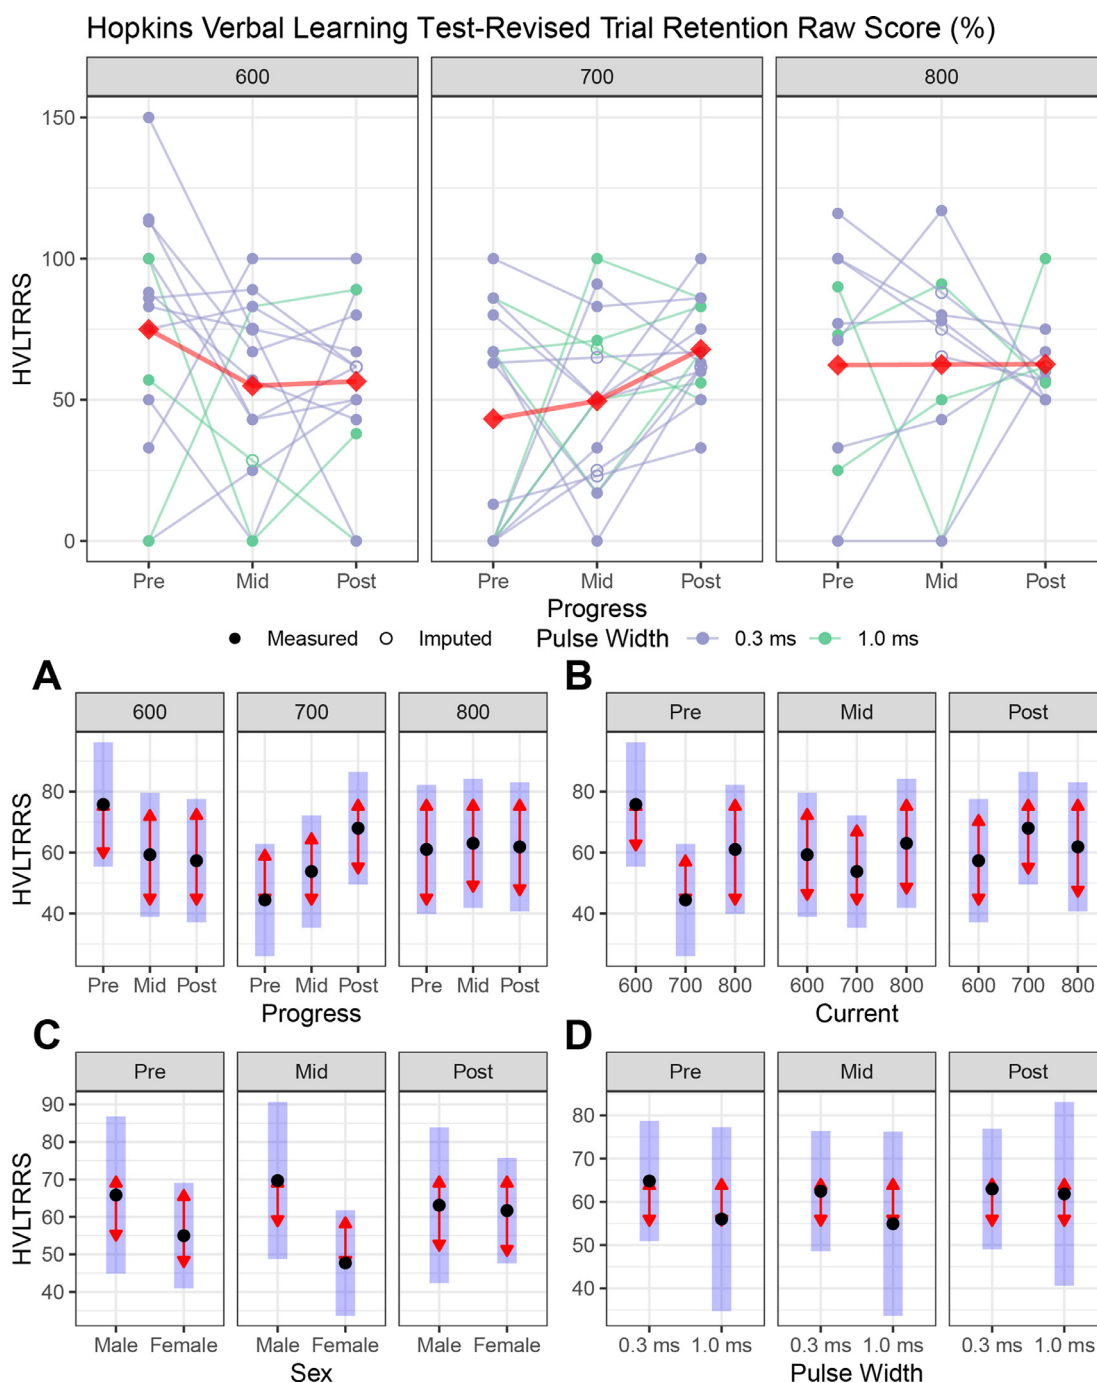 Hopkins Verbal Learning Test-Revised Trial Retention Raw Score (%)
600 700 800
HVLTRRS
150
100
50
0
Pre Mid Post Pre Mid Post Pre Mid Post
Progress
Measured Imputed Pulse Width 0.3 ms 1.0 ms
A
600 700 800
HVLTRRS
80
60
40
Pre Mid Post Pre Mid Post Pre Mid Post
Progress
B
Pre Mid Post
HVLTRRS
80
60
40
600 700 800 600 700 800 600 700 800
Current
C
Pre Mid Post
HVLTRRS
90
80
70
60
50
40
Male Female Male Female Male Female
Sex
D
Pre Mid Post
HVLTRRS
80
70
60
50
40
0.3 ms 1.0 ms 0.3 ms 1.0 ms 0.3 ms 1.0 ms
Pulse Width